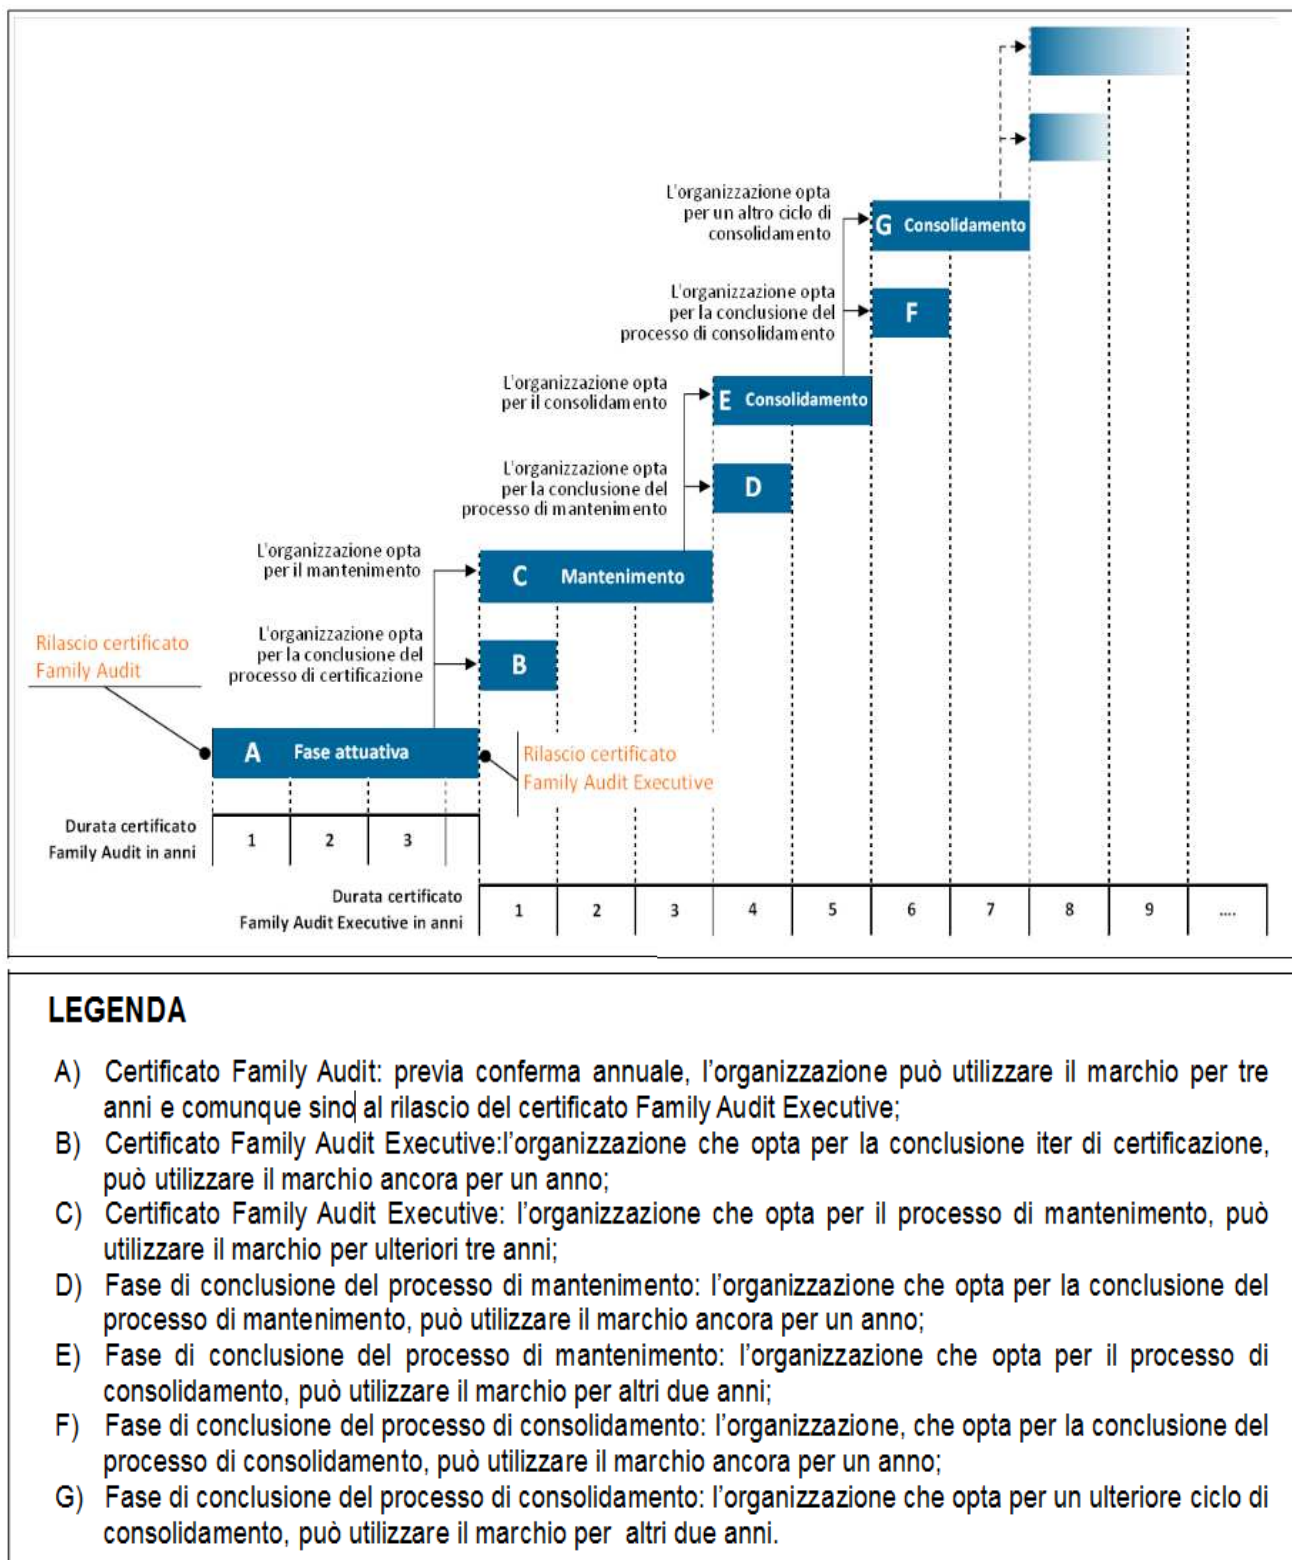 L'organizzazione opta
per un altro ciclo di
consolidamento
G Consolidamento
L'organizzazione opta
per la conclusione del
processo di consolidamento
F
L'organizzazione opta
per il consolidamento
E Consolidamento
L'organizzazione opta
per la conclusione del
processo di mantenimento
D
L'organizzazione opta
per il mantenimento
C Mantenimento
L'organizzazione opta
per la conclusione del
processo di certificazione
B
Rilascio certificato
Family Audit
A Fase attuativa
Rilascio certificato
Family Audit Executive
Durata certificato
Family Audit in anni
1 2 3
Durata certificato
Family Audit Executive in anni
1 2 3 4 5 6 7 8 9 ....
LEGENDA
A) Certificato Family Audit: previa conferma annuale, l'organizzazione può utilizzare il marchio per tre
anni e comunque sino al rilascio del certificato Family Audit Executive;
B) Certificato Family Audit Executive:l'organizzazione che opta per la conclusione iter di certificazione,
può utilizzare il marchio ancora per un anno;
C) Certificato Family Audit Executive: l'organizzazione che opta per il processo di mantenimento, può
utilizzare il marchio per ulteriori tre anni;
D) Fase di conclusione del processo di mantenimento: l'organizzazione che opta per la conclusione del
processo di mantenimento, può utilizzare il marchio ancora per un anno;
E) Fase di conclusione del processo di mantenimento: l'organizzazione che opta per il processo di
consolidamento, può utilizzare il marchio per altri due anni;
F) Fase di conclusione del processo di consolidamento: l'organizzazione, che opta per la conclusione del
processo di consolidamento, può utilizzare il marchio ancora per un anno;
G) Fase di conclusione del processo di consolidamento: l'organizzazione che opta per un ulteriore ciclo di
consolidamento, può utilizzare il marchio per altri due anni.